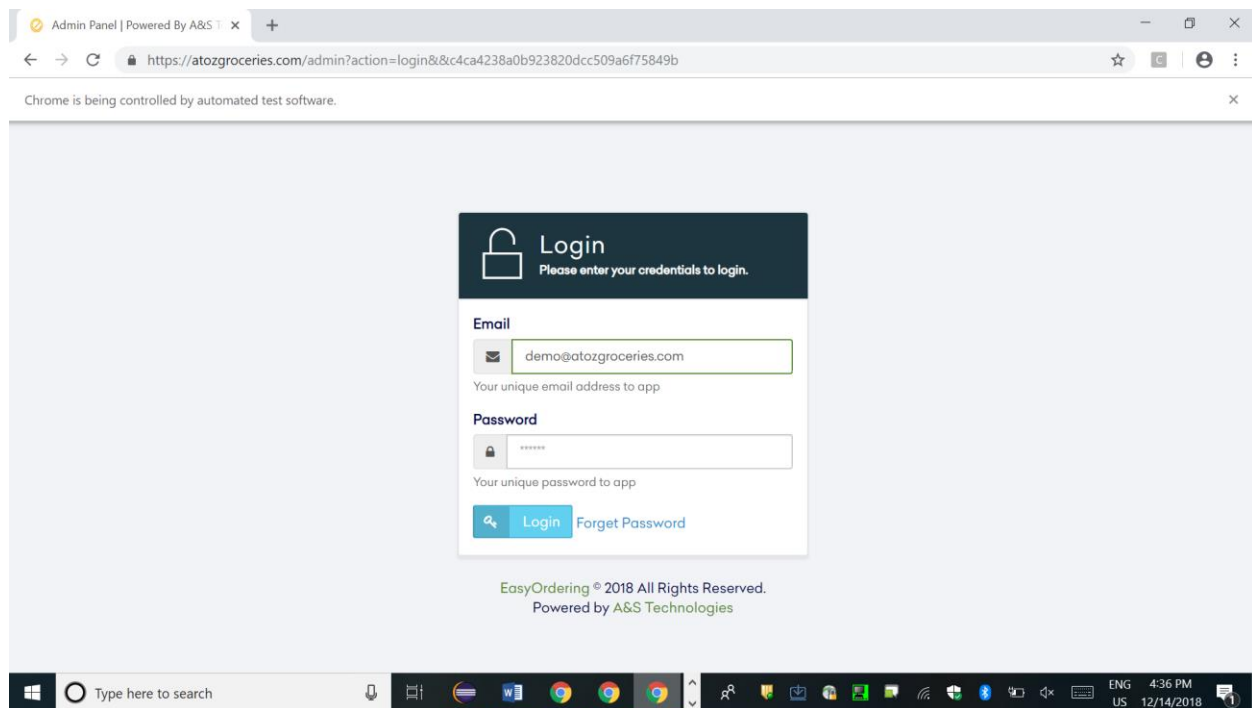 Admin Panel | Powered By A&S T
https://atozgroceries.com/admin?action=login&&c4ca4238a0b923820dcc509a6f75849b
C
Chrome is being controlled by automated test software.
Login
Please enter your credentials to login.
Email
demo@atozgroceries.com
Your unique email address to app
Password
******
Your unique password to app
Login Forget Password
EasyOrdering © 2018 All Rights Reserved.
Powered by A&S Technologies
Type here to search
W
ENG 4:36 PM
US 12/14/2018
1